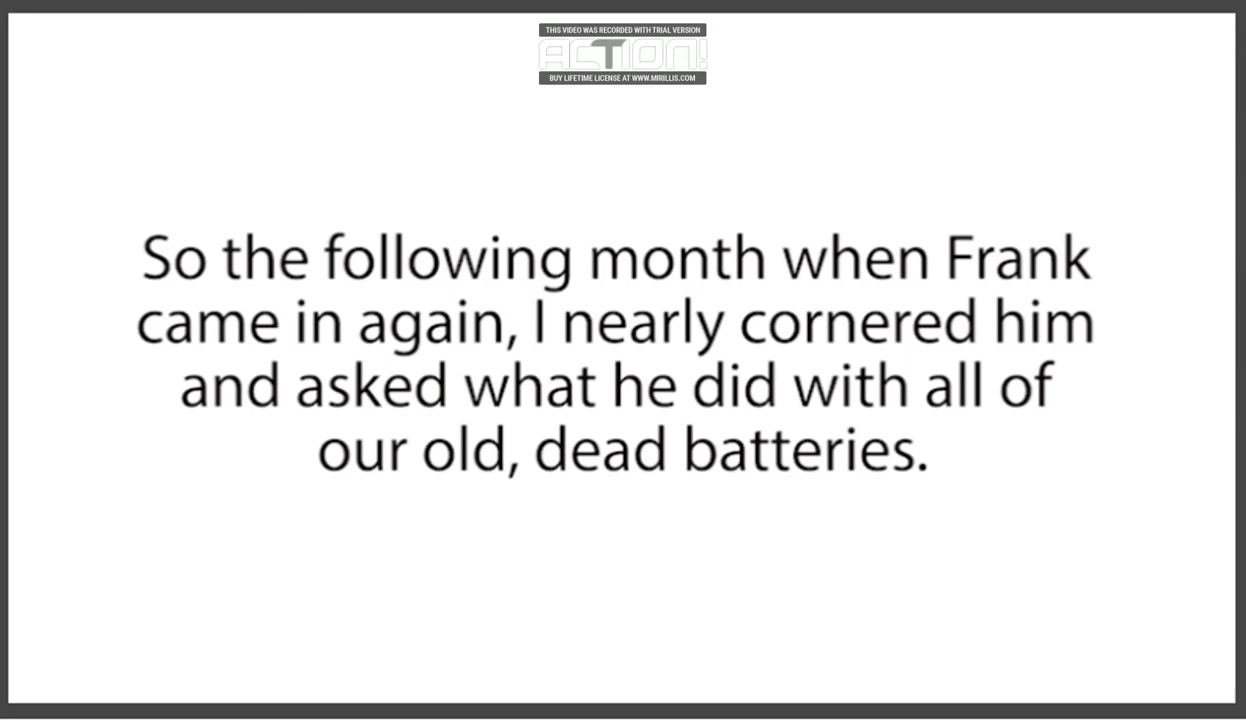 THIS VIDEO WAS RECORDED WITH TRIAL VERSION
ACTION!
BUY LIFETIME LICENSE AT WWW.MIRILLIS.COM
So the following month when Frank
came in again, I nearly cornered him
and asked what he did with all of
our old, dead batteries.